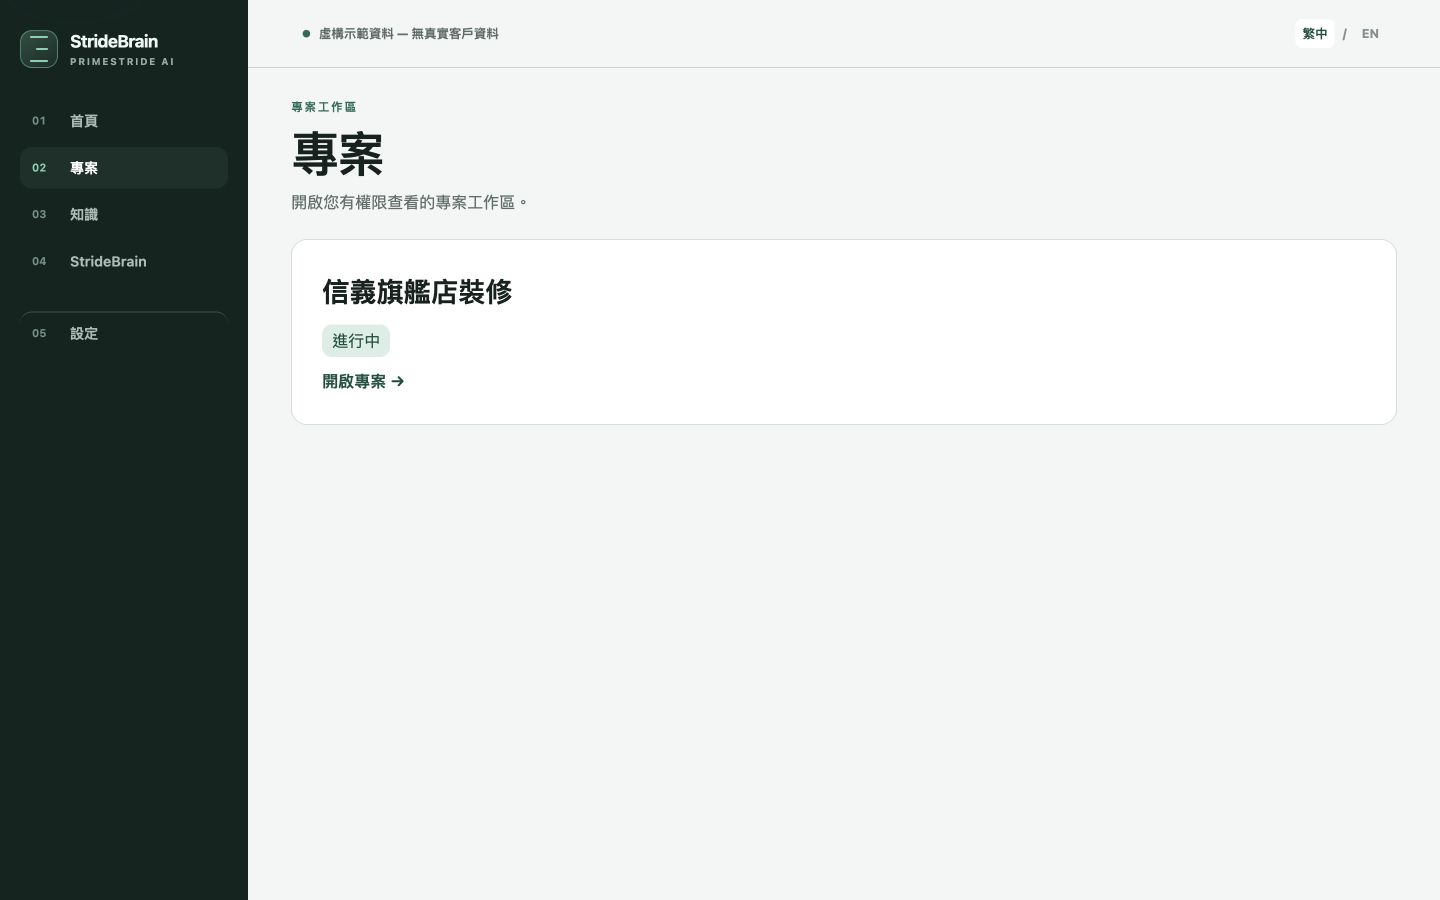 StrideBrain
PRIMESTRIDE AI
01 首頁
02 專案
03 知識
04 StrideBrain
05 設定
虛構示範資料 — 無真實客戶資料
繁中 / EN
專案工作區
專案
開啟您有權限查看的專案工作區。
信義旗艦店裝修
進行中
開啟專案 →